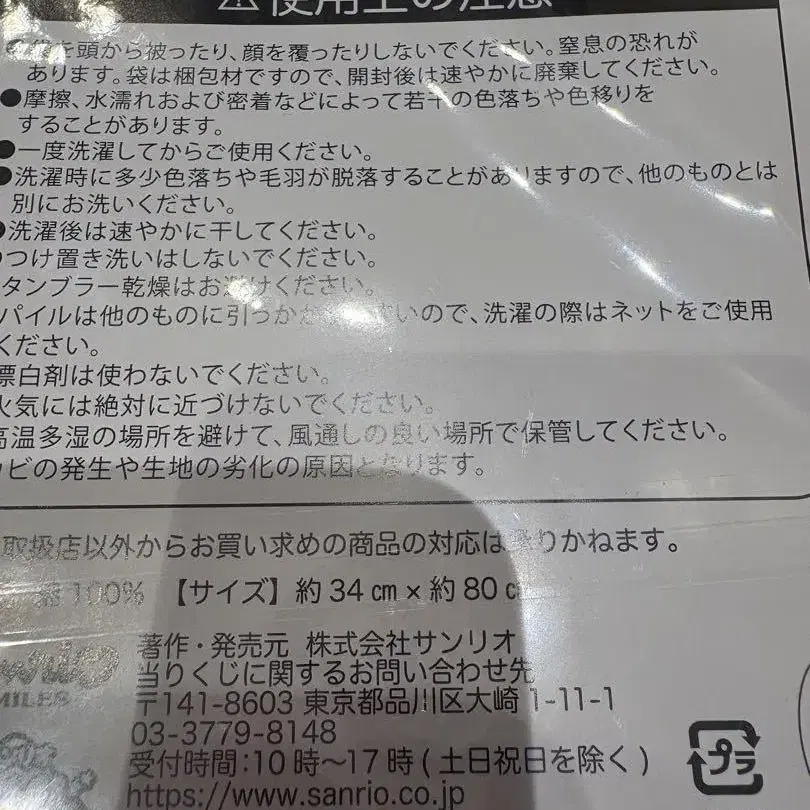 使用上の注意
袋を頭から被ったり、顔を覆ったりしないでください。窒息の恐れが
あります。袋は梱包材ですので、開封後は速やかに廃棄してください。
●摩擦、水濡れおよび密着などによって若干の色落ちや色移りを
することがあります。
●一度洗濯してからご使用ください。
●洗濯時に多少色落ちや毛羽が脱落することがありますので、他のものとは
別にお洗いください。
●洗濯後は速やかに干してください。
つけ置き洗いはしないでください。
タンブラー乾燥はお避けください。
パイルは他のものに引っかか いので、洗濯の際はネットをご使用
ください。
漂白剤は使わないでください。
火気には絶対に近づけないでください。
高温多湿の場所を避けて、風通しの良い場所で保管してください。
カビの発生や生地の劣化の原因となります。
取扱店以外からお買い求めの商品の対応は承りかねます。
綿 100% 【サイズ】約 34 cm × 約 80 c
著作・発売元 株式会社サンリオ
当りくじに関するお問い合わせ先
〒141-8603 東京都品川区大崎 1-11-1
03-3779-8148
受付時間:10時〜17時(土日祝日を除く)
https://www.sanrio.co.jp
MILES
プラ